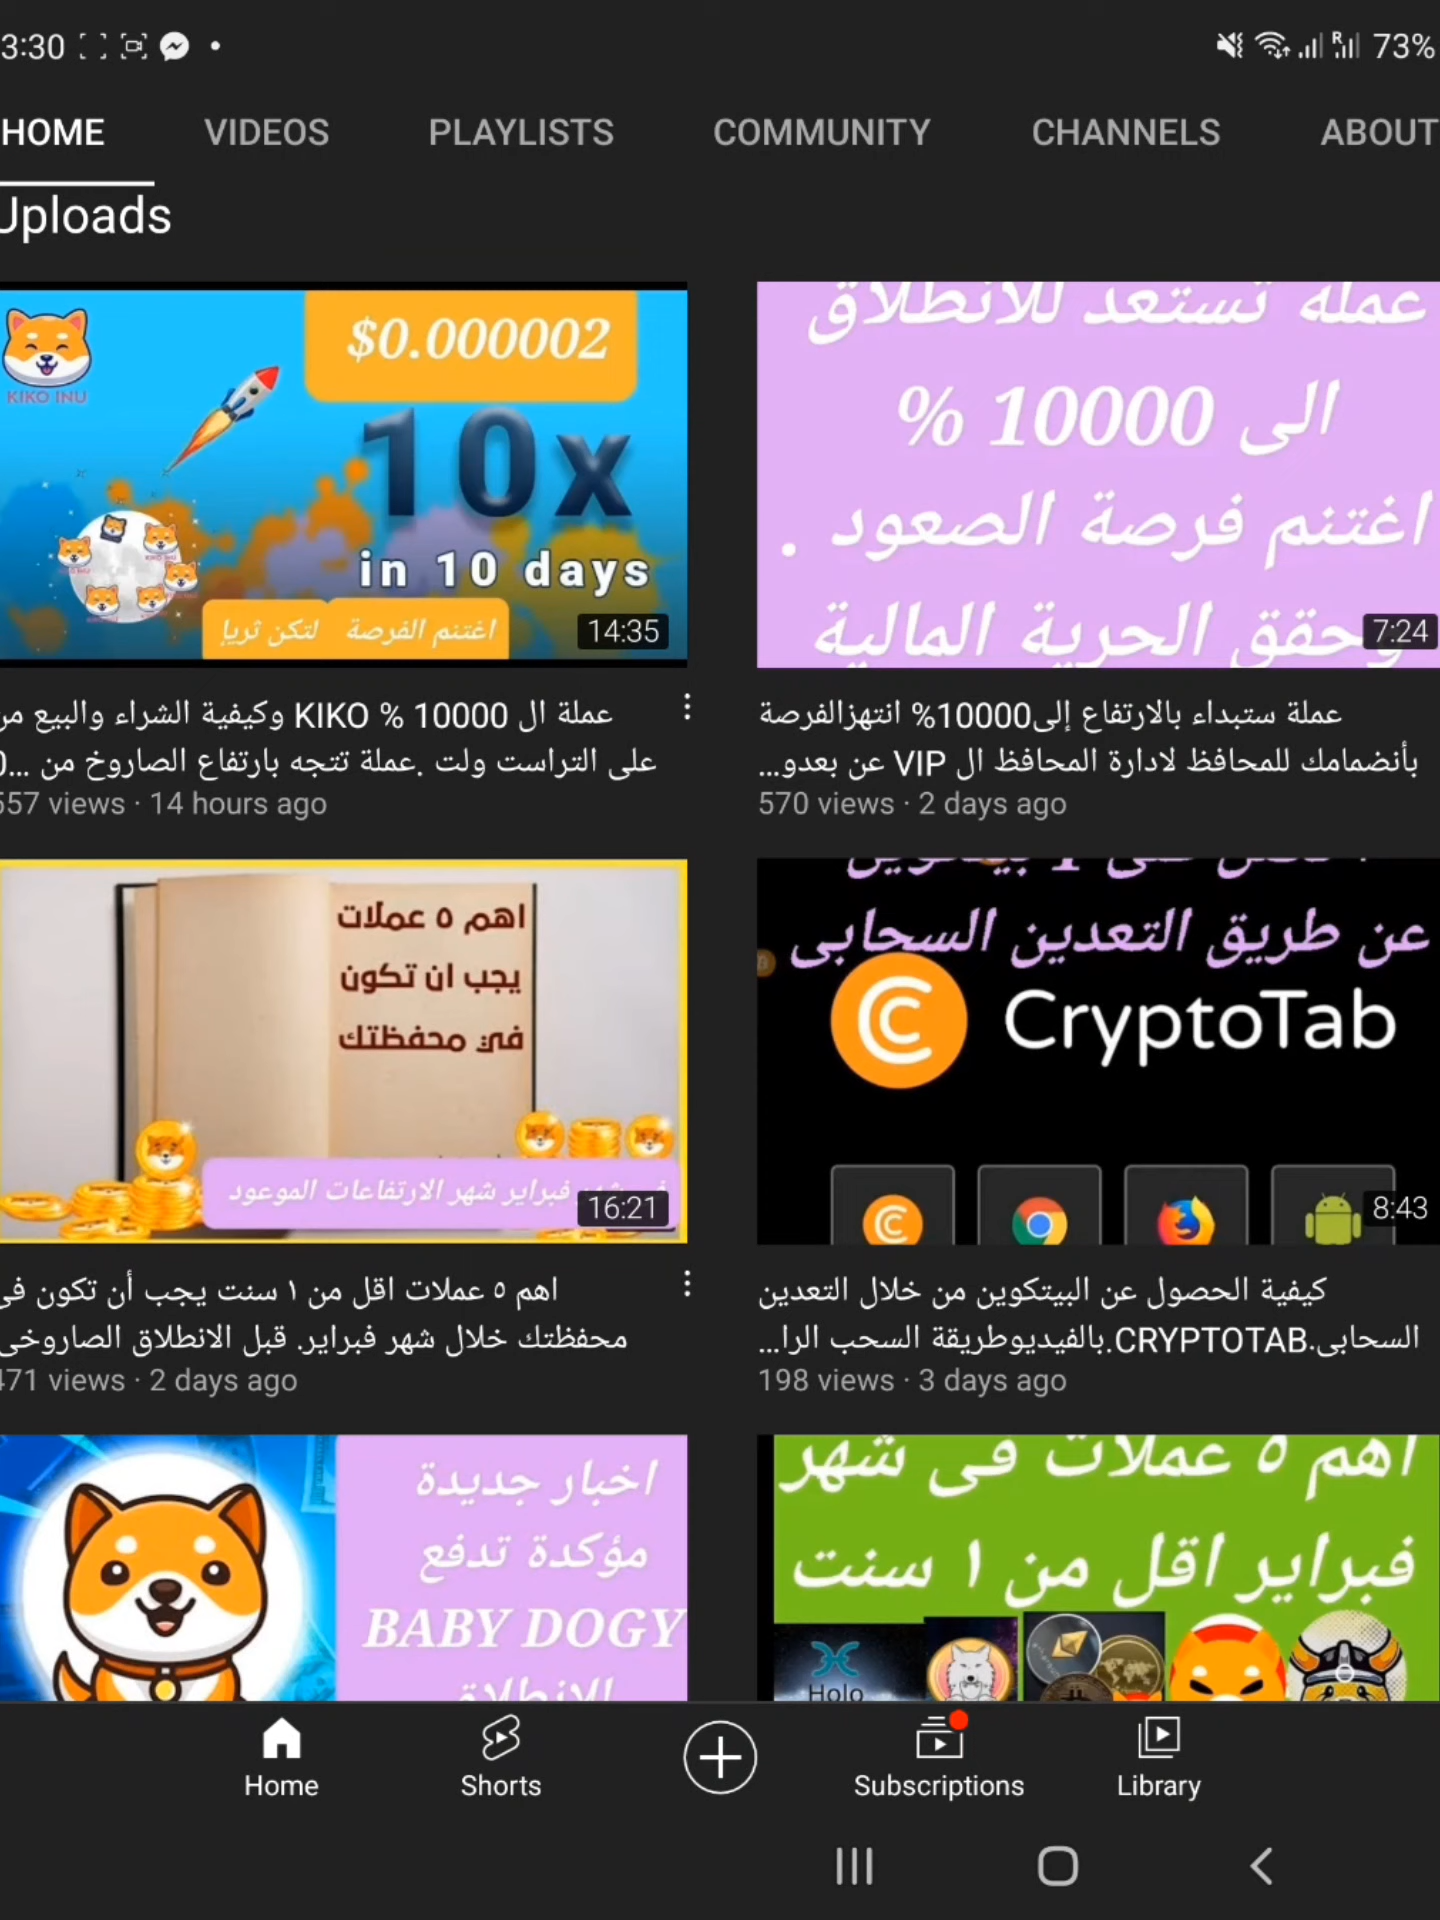 3:30
73%
HOME VIDEOS PLAYLISTS COMMUNITY CHANNELS ABOUT
Uploads
$0.000002
KIKO INU
10x
in 10 days
اغتنم الفرصة لتكن ثريا
14:35
عملة تستعد للانطلاق
الى 10000 %
اغتنم فرصة الصعود .
وحقق الحرية المالية
7:24
عملة ال KIKO % 10000 وكيفية الشراء والبيع من
على التراست ولت .عملة تتجه بارتفاع الصاروخ من ...0
557 views · 14 hours ago
عملة ستبداء بالارتفاع إلى10000% انتهزالفرصة
بأنضمامك للمحافظ لادارة المحافظ ال VIP عن بعدو...
570 views · 2 days ago
اهم ٥ عملات
يجب ان تكون
في محفظتك
شهر فبراير شهر الارتفاعات الموعود
16:21
عن طريق التعدين السحابى
CryptoTab
8:43
اهم ٥ عملات اقل من ١ سنت يجب أن تكون فى
محفظتك خلال شهر فبراير. قبل الانطلاق الصاروخى
471 views · 2 days ago
كيفية الحصول عن البيتكوين من خلال التعدين
السحابى.CRYPTOTAB.بالفيديوطريقة السحب الرا...
198 views · 3 days ago
اخبار جديدة
مؤكدة تدفع
BABY DOGY
للانطلاق
اهم ٥ عملات فى شهر
فبراير اقل من ١ سنت
Holo
Home Shorts Subscriptions Library